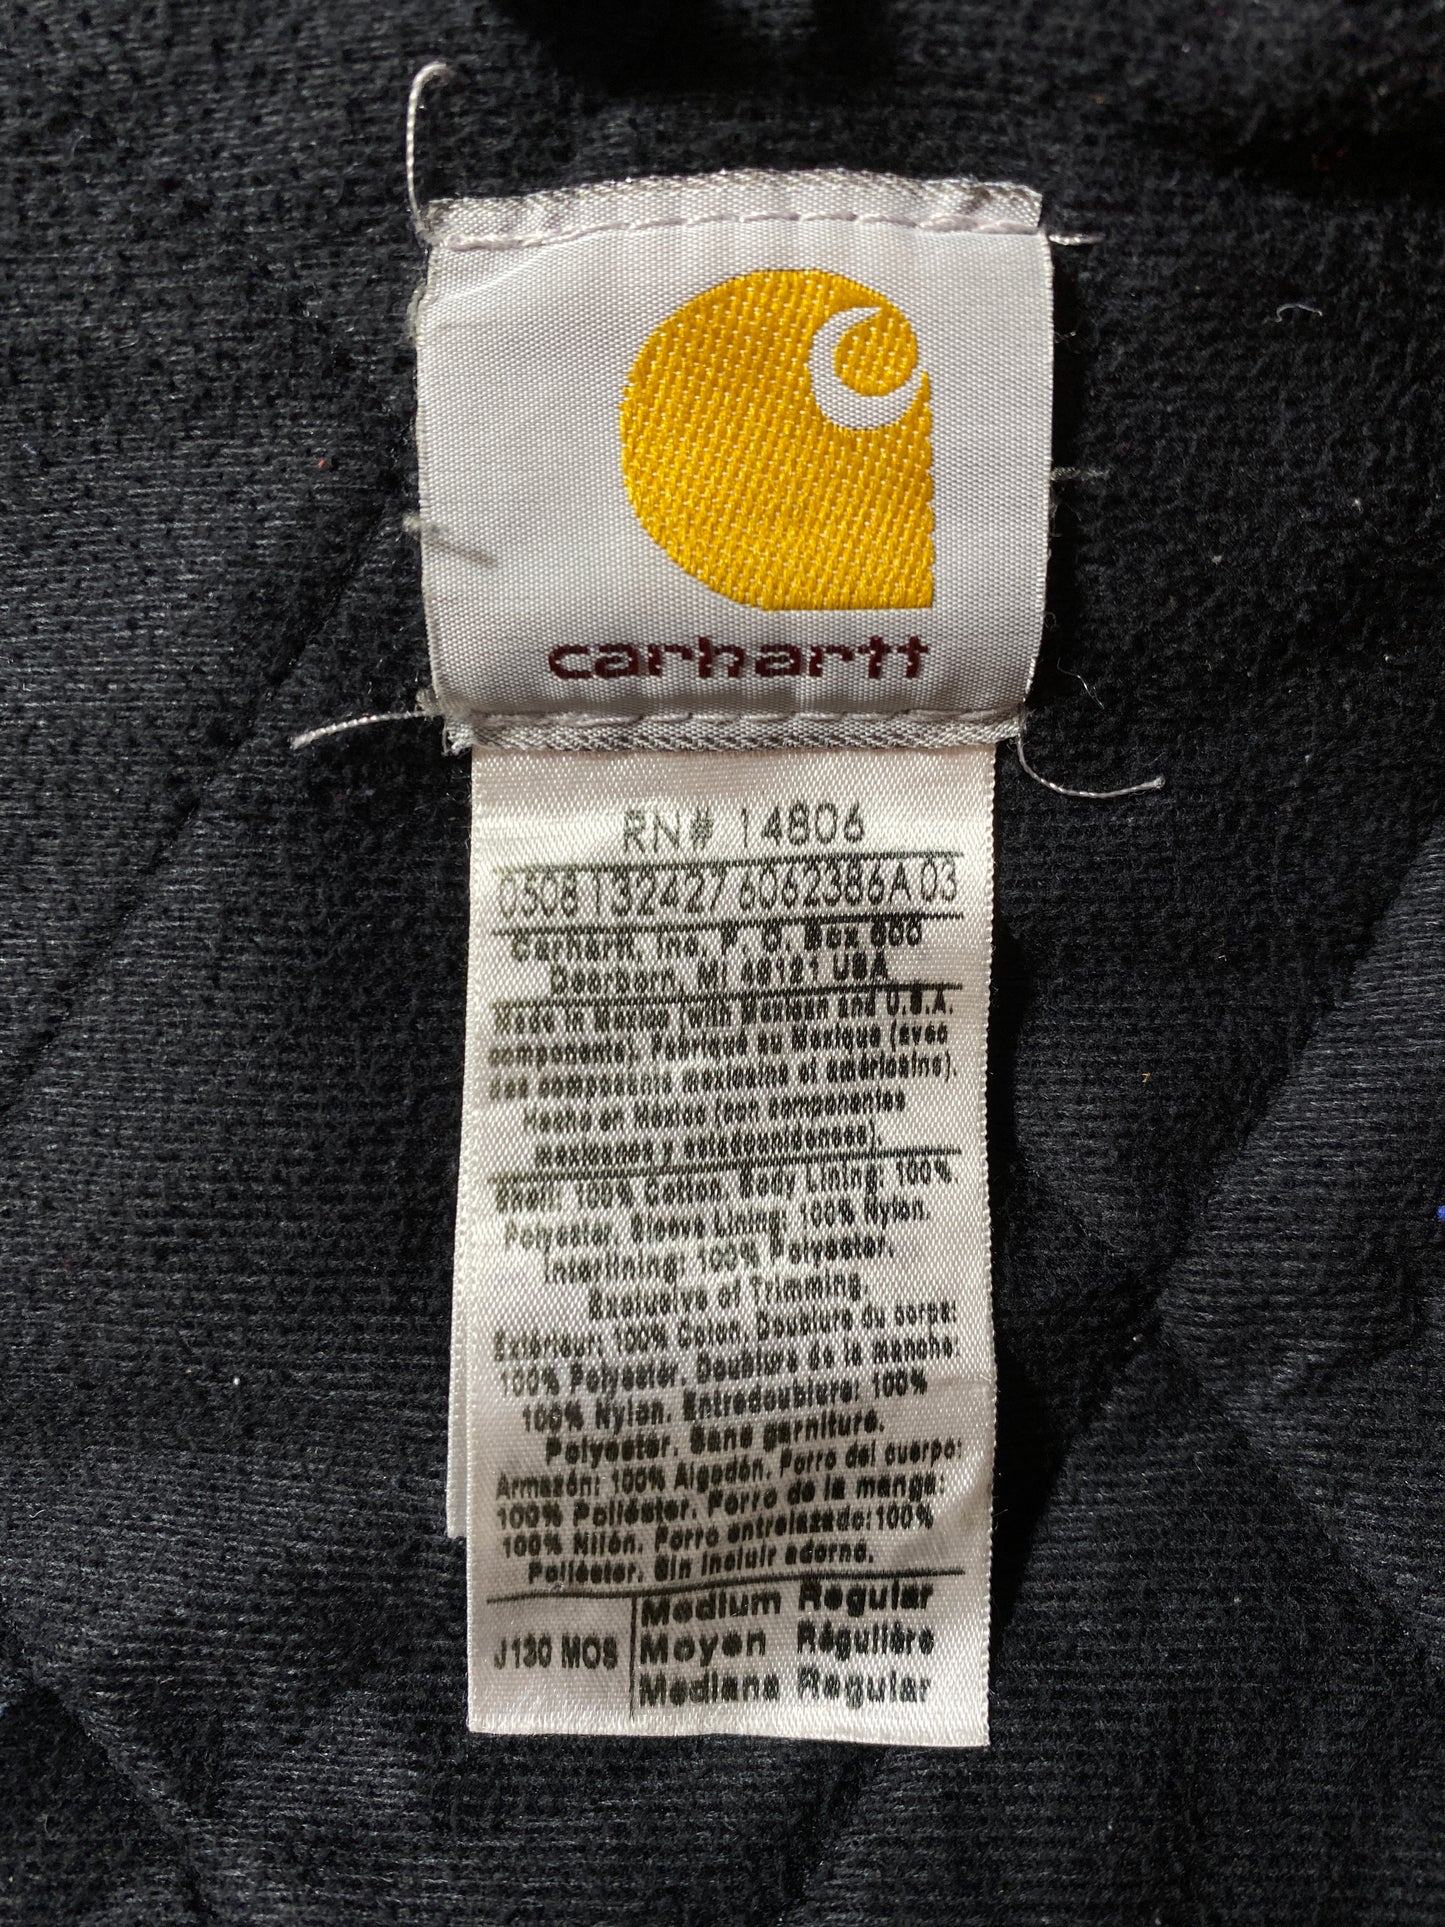 carhartt
RN# 14806
0508 132427 6062386A 03
Carhartt, Inc. P. O. Box 600
Dearborn, MI 48121 USA
Made in Mexico (with Mexican and U.S.A.
components). Fabriqué au Mexique (avec
des composants mexicains et américains).
Hecho en México (con componentes
mexicanos y estadounidenses).
Shell: 100% Cotton. Body Lining: 100%
Polyester. Sleeve Lining: 100% Nylon.
Interlining: 100% Polyester.
Exclusive of Trimming.
Extérieur: 100% Coton. Doublure du corps:
100% Polyester. Doublure de la manche:
100% Nylon. Entredoublure: 100%
Polyester. Sans garniture.
Armazón: 100% Algodón. Forro del cuerpo:
100% Poliéster. Forro de la manga:
100% Nilón. Forro entrelazado: 100%
Poliéster. Sin incluir adorno.
J130 MOS
Medium Regular
Moyen Régulière
Mediana Regular